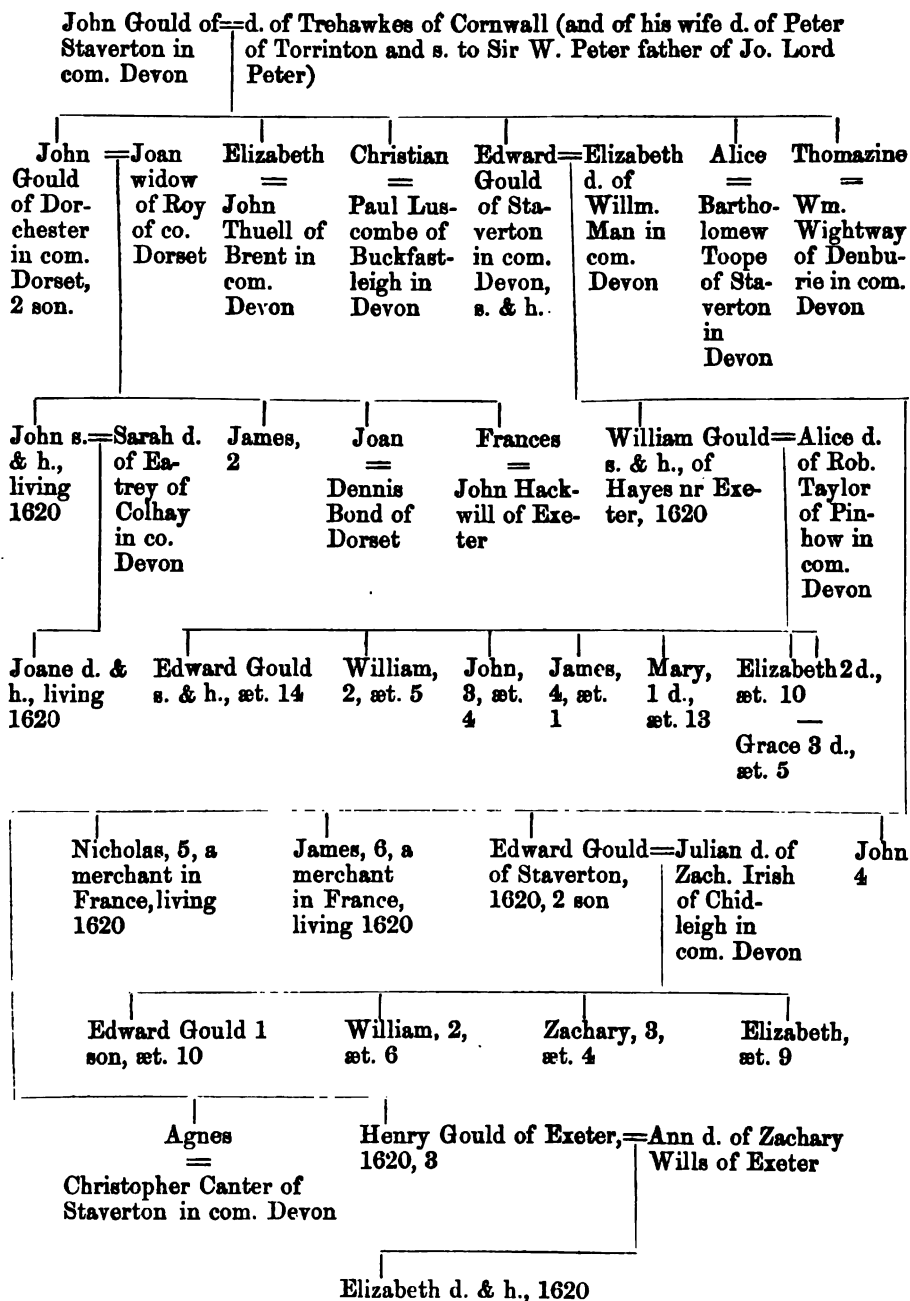 John Gould of=d. of Trehawkes of Cornwall (and of his wife d. of Peter
Staverton in of Torrinton and s. to Sir W. Peter father of Jo. Lord
com. Devon Peter)
John
Gould
of Dor-
chester
in com.
Dorset,
2 son.
=Joan
widow
of Roy
of co.
Dorset
Elizabeth
=
John
Thuell of
Brent in
com.
Devon
Christian
=
Paul Lus-
combe of
Buckfast-
leigh in
Devon
Edward=
Gould
of Sta-
verton
in com.
Devon,
s. & h.
Elizabeth
d. of
Willm.
Man in
com.
Devon
Alice
=
Bartho-
lomew
Toope
of Sta-
verton
in
Devon
Thomazine
=
Wm.
Wightway
of Denbu-
rie in com.
Devon
John s.=
& h.,
living
1620
Sarah d.
of Ea-
trey of
Colhay
in co.
Devon
James,
2
Joan
=
Dennis
Bond of
Dorset
Frances
=
John Hack-
will of Exe-
ter
William Gould=
s. & h., of
Hayes nr Exe-
ter, 1620
Alice d.
of Rob.
Taylor
of Pin-
how in
com.
Devon
Joane d. &
h., living
1620
Edward Gould
s. & h., æt. 14
William,
2, æt. 5
John,
3, æt.
4
James,
4, æt.
1
Mary,
1 d.,
æt. 13
Elizabeth 2 d.,
æt. 10
—
Grace 3 d.,
æt. 5
Nicholas, 5, a
merchant in
France, living
1620
James, 6, a
merchant
in France,
living 1620
Edward Gould=
of Staverton,
1620, 2 son
Julian d. of
Zach. Irish
of Chid-
leigh in
com. Devon
John
4
Edward Gould 1
son, æt. 10
William, 2,
æt. 6
Zachary, 3,
æt. 4
Elizabeth,
æt. 9
Agnes
=
Christopher Canter of
Staverton in com. Devon
Henry Gould of Exeter,=
1620, 3
Ann d. of Zachary
Wills of Exeter
Elizabeth d. & h., 1620